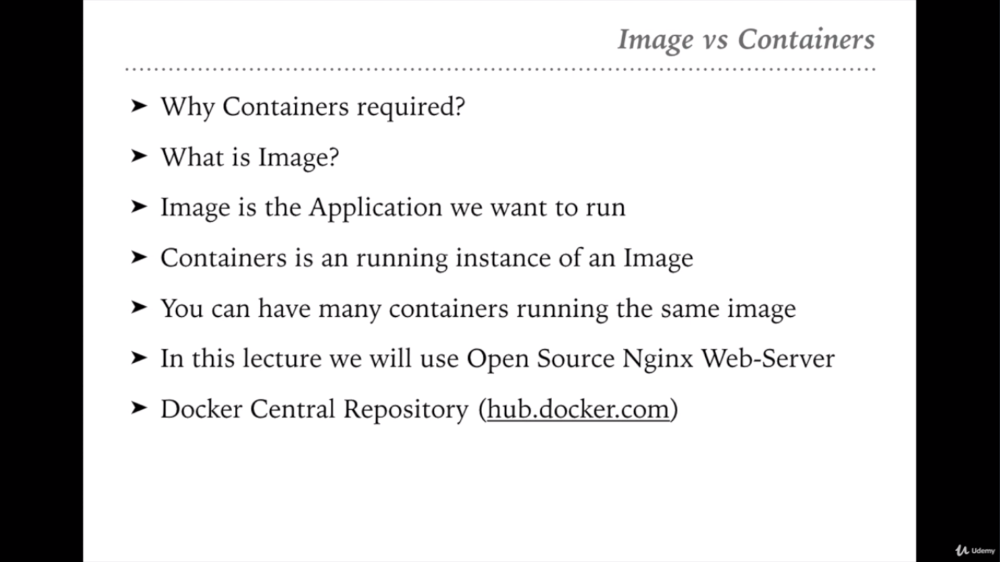 Image vs Containers
➤ Why Containers required?
➤ What is Image?
➤ Image is the Application we want to run
➤ Containers is an running instance of an Image
➤ You can have many containers running the same image
➤ In this lecture we will use Open Source Nginx Web-Server
➤ Docker Central Repository (hub.docker.com)
Udemy